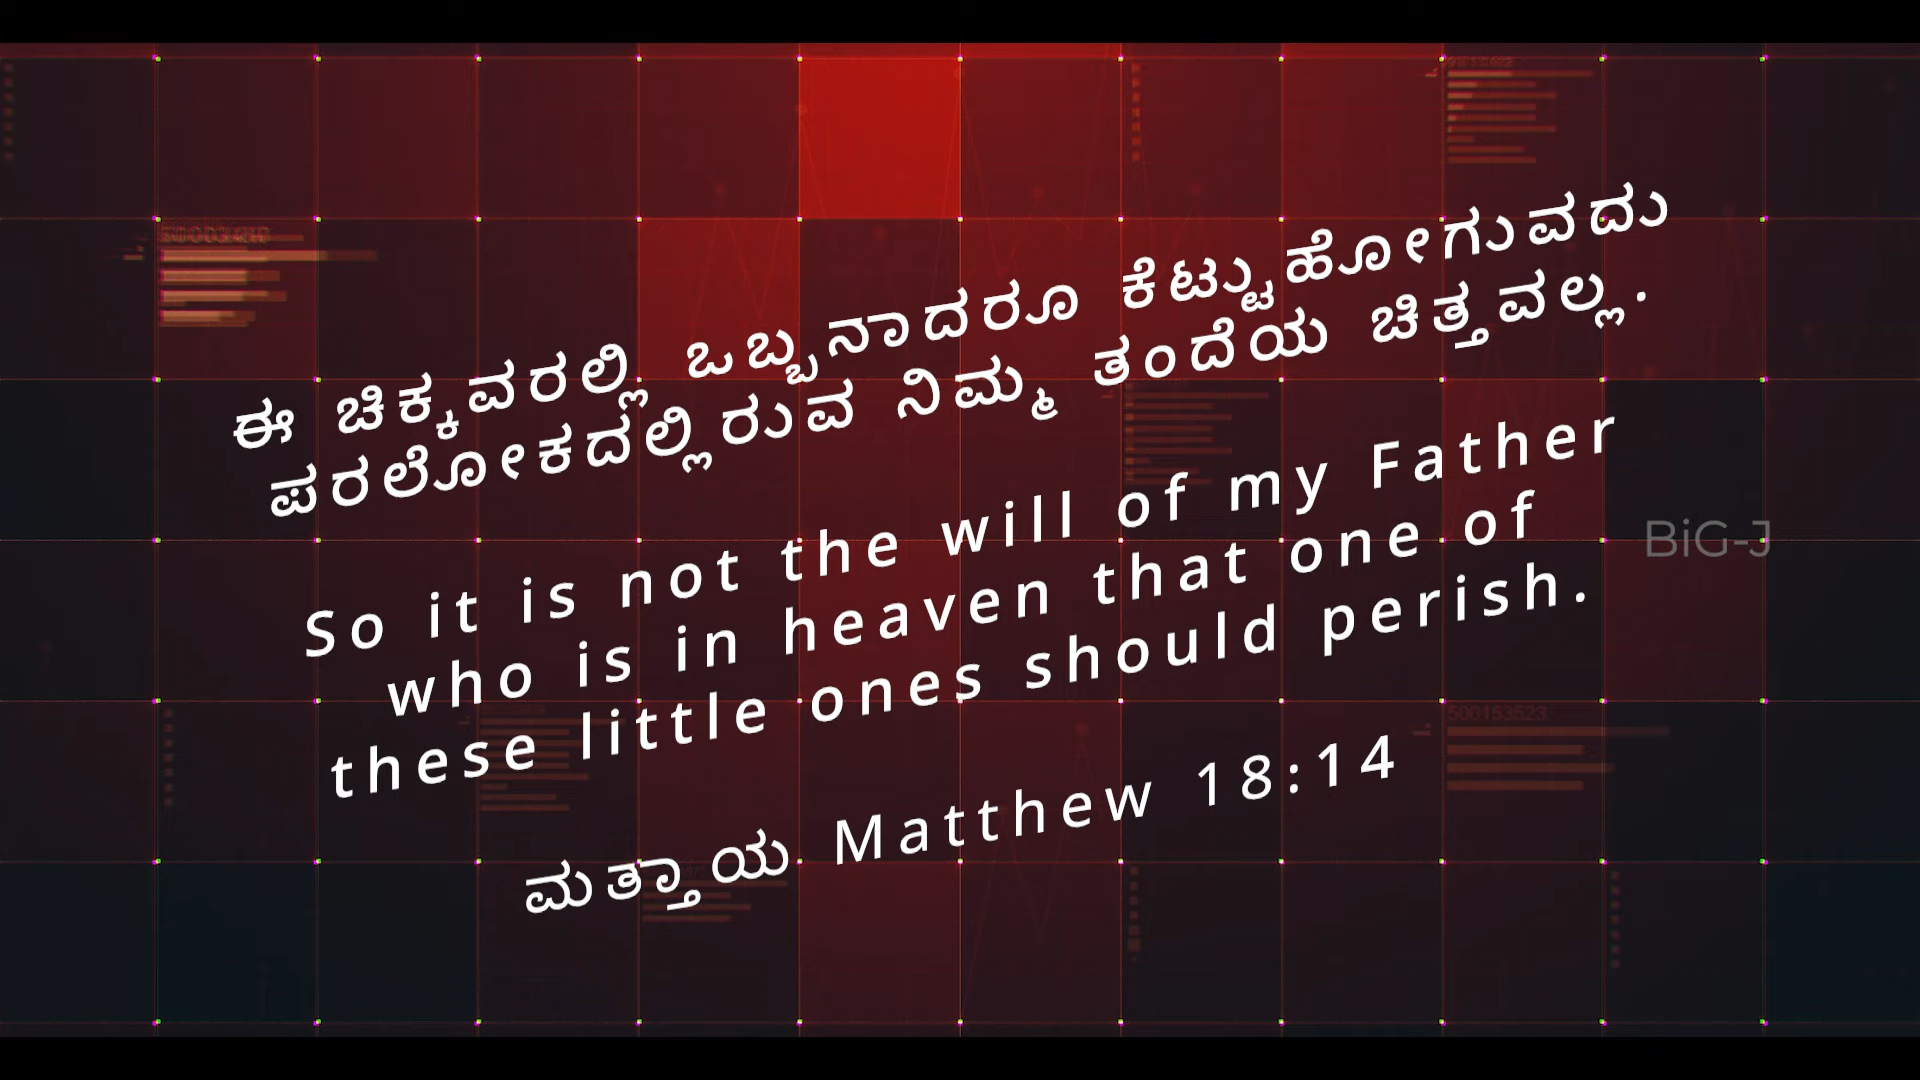 ಈ ಚಿಕ್ಕವರಲ್ಲಿ ಒಬ್ಬನಾದರೂ ಕೆಟ್ಟುಹೋಗುವದು
ಪರಲೋಕದಲ್ಲಿರುವ ನಿಮ್ಮ ತಂದೆಯ ಚಿತ್ತವಲ್ಲ.
So it is not the will of my Father
who is in heaven that one of
these little ones should perish.
ಮತ್ತಾಯ Matthew 18:14
BiG-J
500153523